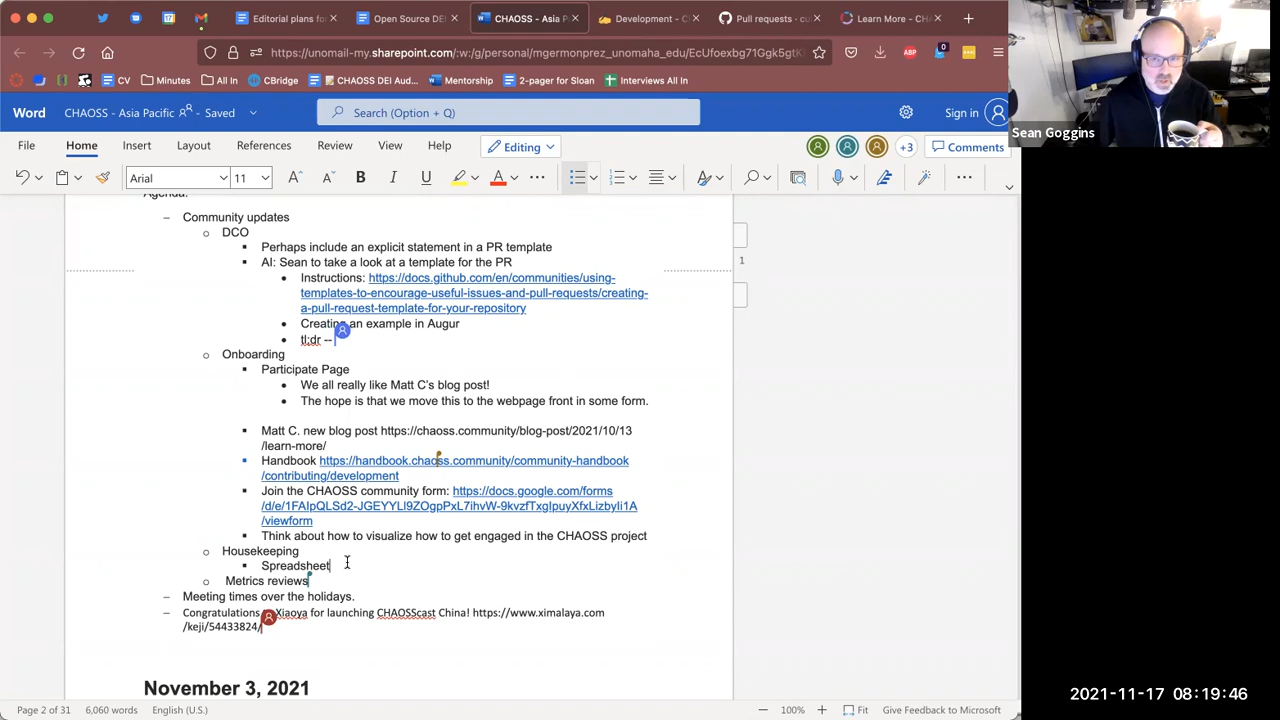 Editorial plans for
Open Source DEI
CHAOSS - Asia P
Development - C
Pull requests - cu
Learn More - CHA
https://unomail-my.sharepoint.com/:w:/g/personal/mgermonprez_unomaha_edu/EcUfoexbg71Ggk5gtK
CV
Minutes
All In
CBridge
CHAOSS DEI Aud...
Mentorship
2-pager for Sloan
Interviews All In
Word
CHAOSS - Asia Pacific - Saved
Search (Option + Q)
Sign in
Sean Goggins
File
Home
Insert
Layout
References
Review
View
Help
Editing
+3
Comments
Arial
11
Agenda:
– Community updates
o DCO
▪ Perhaps include an explicit statement in a PR template
▪ AI: Sean to take a look at a template for the PR
• Instructions: https://docs.github.com/en/communities/using-
templates-to-encourage-useful-issues-and-pull-requests/creating-
a-pull-request-template-for-your-repository
• Creating an example in Augur
• tl;dr --
o Onboarding
▪ Participate Page
• We all really like Matt C's blog post!
• The hope is that we move this to the webpage front in some form.
▪ Matt C. new blog post https://chaoss.community/blog-post/2021/10/13
/learn-more/
▪ Handbook https://handbook.chaoss.community/community-handbook
/contributing/development
▪ Join the CHAOSS community form: https://docs.google.com/forms
/d/e/1FAIpQLSd2-JGEYYLl9ZOgpPxL7ihvW-9kvzfTxgIpuyXfxLizbyIi1A
/viewform
▪ Think about how to visualize how to get engaged in the CHAOSS project
o Housekeeping
▪ Spreadsheet
o Metrics reviews
– Meeting times over the holidays.
– Congratulations Xiaoya for launching CHAOSScast China! https://www.ximalaya.com
/keji/54433824/
November 3, 2021
1
2021-11-17 08:19:46
Page 2 of 31
6,060 words
English (U.S.)
100%
Fit
Give Feedback to Microsoft